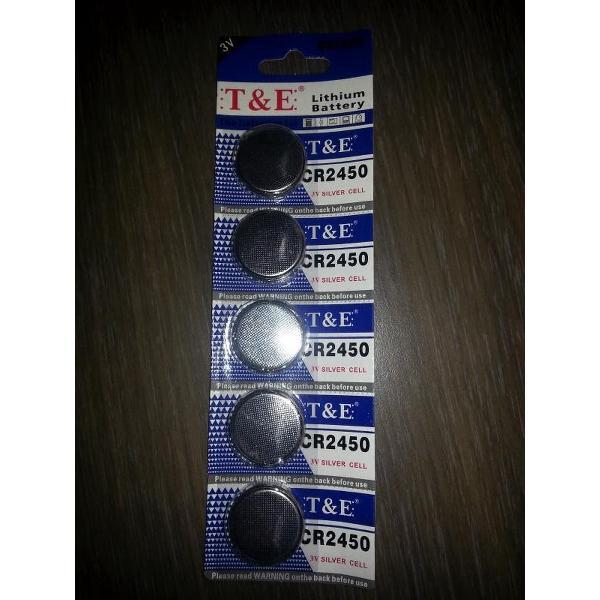 3V
T&E®
Lithium
Battery
T&E
CR2450
3V SILVER CELL
Please read WARNING onthe back before use
T&E
CR2450
3V SILVER CELL
Please read WARNING onthe back before use
T&E
CR2450
3V SILVER CELL
Please read WARNING onthe back before use
T&E
CR2450
3V SILVER CELL
Please read WARNING onthe back before use
T&E
CR2450
3V SILVER CELL
Please read WARNING onthe back before use